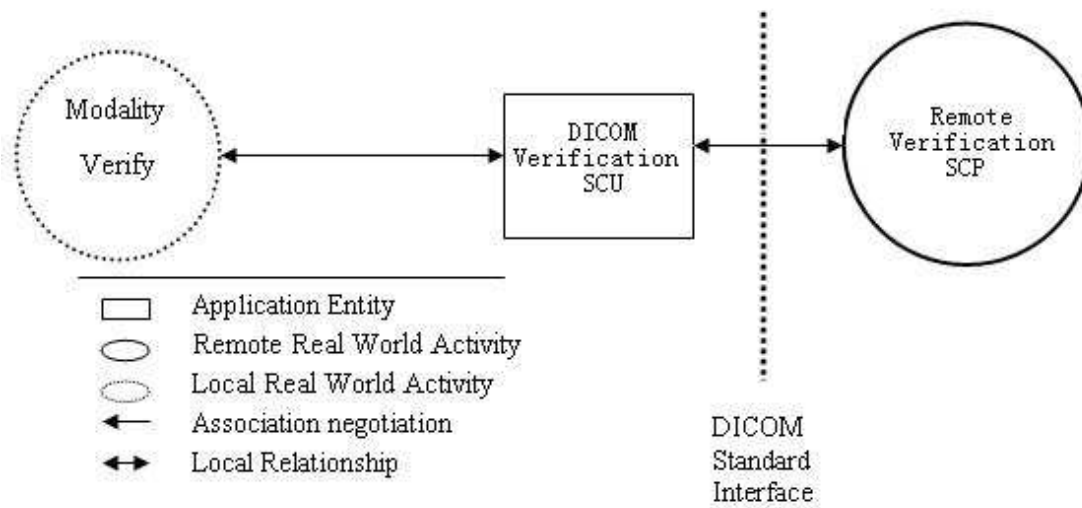 Modality
Verify
DICOM
Verification
SCU
Remote
Verification
SCP
Application Entity
Remote Real World Activity
Local Real World Activity
Association negotiation
Local Relationship
DICOM
Standard
Interface